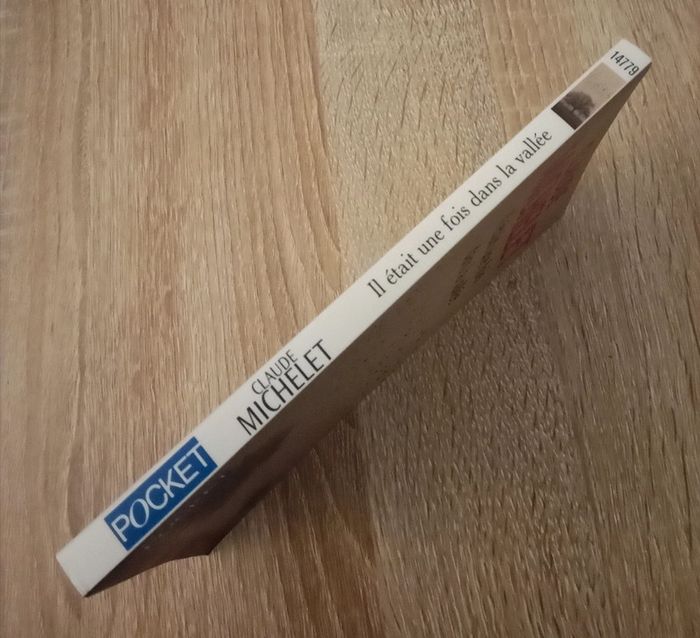 POCKET
CLAUDE
MICHELET
Il était une fois dans la vallée
14779